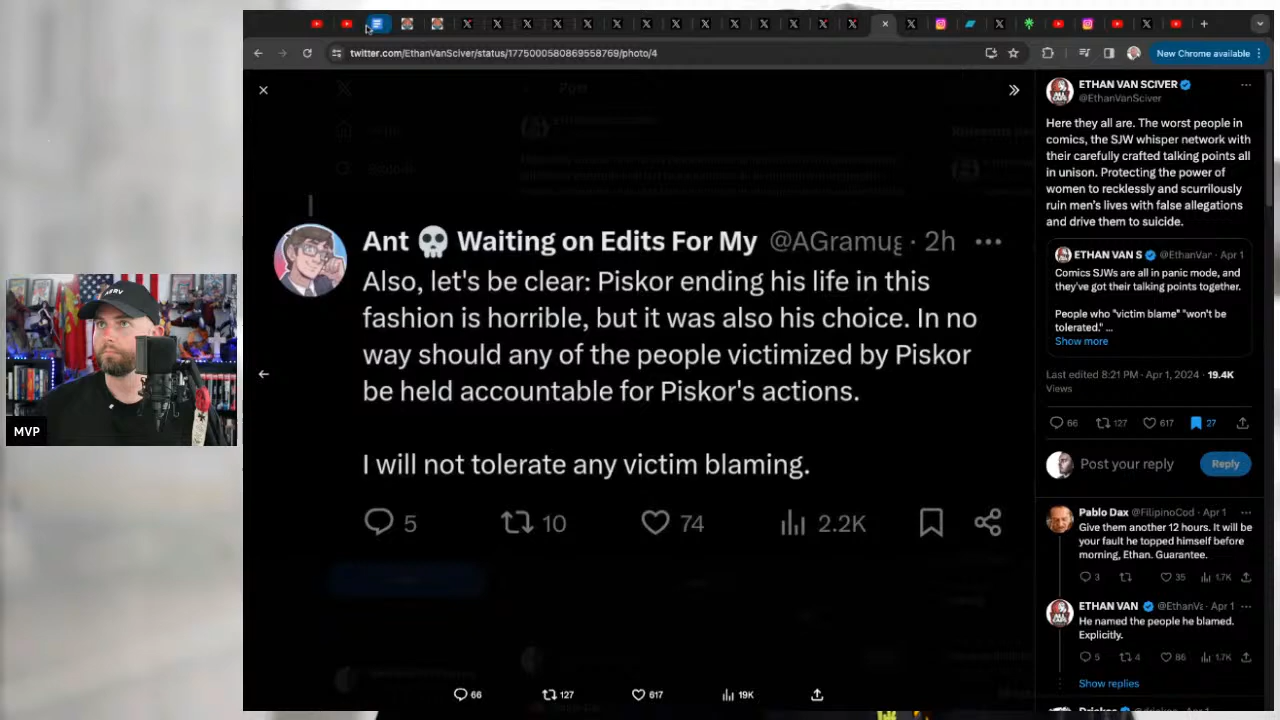 twitter.com/EthanVanSciver/status/1775000580869558769/photo/4
New Chrome available
Ant 💀 Waiting on Edits For My @AGramug · 2h
Also, let's be clear: Piskor ending his life in this
fashion is horrible, but it was also his choice. In no
way should any of the people victimized by Piskor
be held accountable for Piskor's actions.
I will not tolerate any victim blaming.
5 10 74 2.2K
66 127 617 19K
ETHAN VAN SCIVER
@EthanVanSciver
Here they all are. The worst people in
comics, the SJW whisper network with
their carefully crafted talking points all
in unison. Protecting the power of
women to recklessly and scurrilously
ruin men's lives with false allegations
and drive them to suicide.
ETHAN VAN S @EthanVar · Apr 1
Comics SJWs are all in panic mode, and
they've got their talking points together.
People who "victim blame" "won't be
tolerated." ...
Show more
Last edited 8:21 PM · Apr 1, 2024 · 19.4K
Views
66 127 617 27
Post your reply
Reply
Pablo Dax @FilipinoCod · Apr 1
Give them another 12 hours. It will be
your fault he topped himself before
morning, Ethan. Guarantee.
3 35 1.7K
ETHAN VAN @EthanVa · Apr 1
He named the people he blamed.
Explicitly.
5 4 86 1.7K
Show replies
MVP